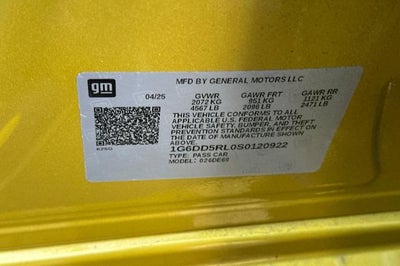 gm
MFD BY GENERAL MOTORS LLC
04/25 GVWR GAWR FRT GAWR RR
2072 KG 951 KG 1121 KG
4567 LB 2096 LB 2471 LB
THIS VEHICLE CONFORMS TO ALL
APPLICABLE U.S. FEDERAL MOTOR
VEHICLE SAFETY, BUMPER, AND THEFT
PREVENTION STANDARDS IN EFFECT ON
THE DATE OF MANUFACTURE SHOWN
ABOVE.
1G6DD5RL0S0120922
TYPE: PASS CAR
MODEL: